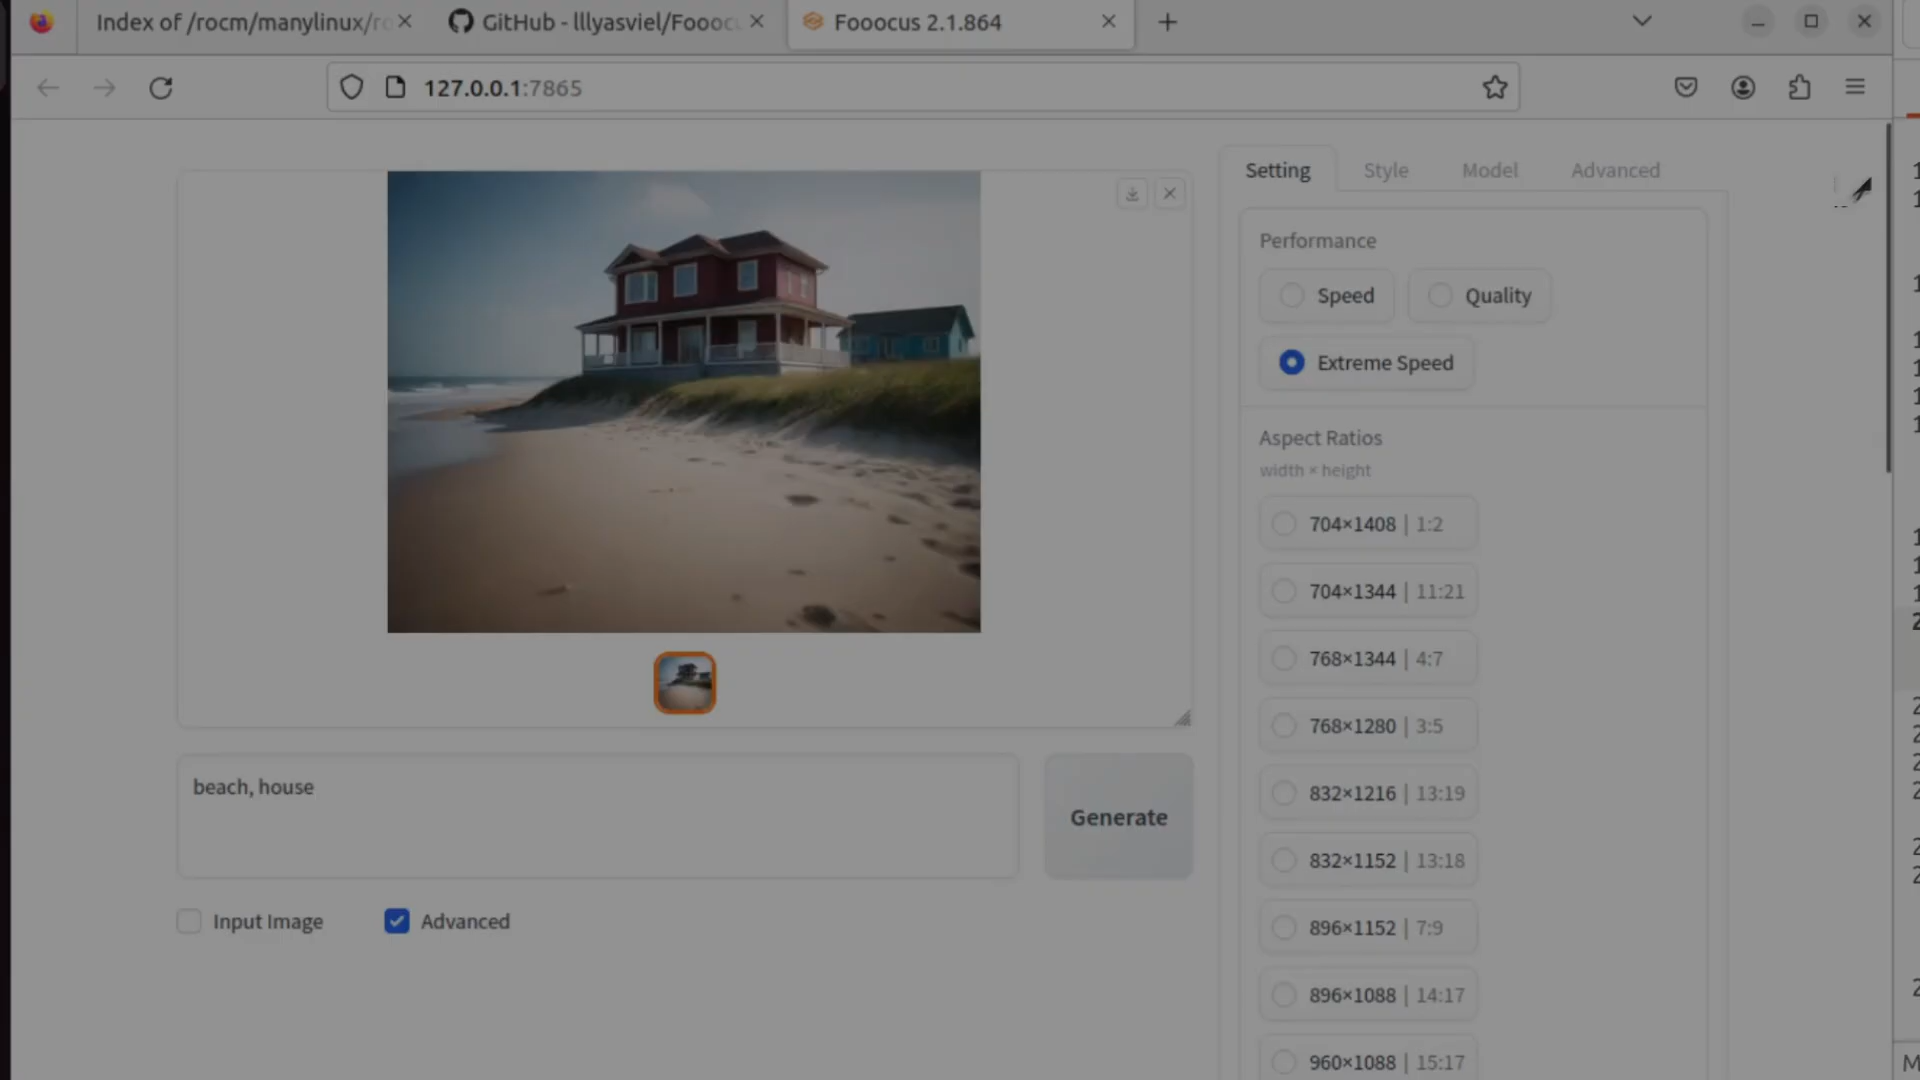 Index of /rocm/manylinux/ro
GitHub - lllyasviel/Foooc
Fooocus 2.1.864
127.0.0.1:7865
Setting
Style
Model
Advanced
Performance
Speed
Quality
Extreme Speed
Aspect Ratios
width × height
704×1408 | 1:2
704×1344 | 11:21
768×1344 | 4:7
768×1280 | 3:5
832×1216 | 13:19
832×1152 | 13:18
896×1152 | 7:9
896×1088 | 14:17
960×1088 | 15:17
beach, house
Generate
Input Image
Advanced